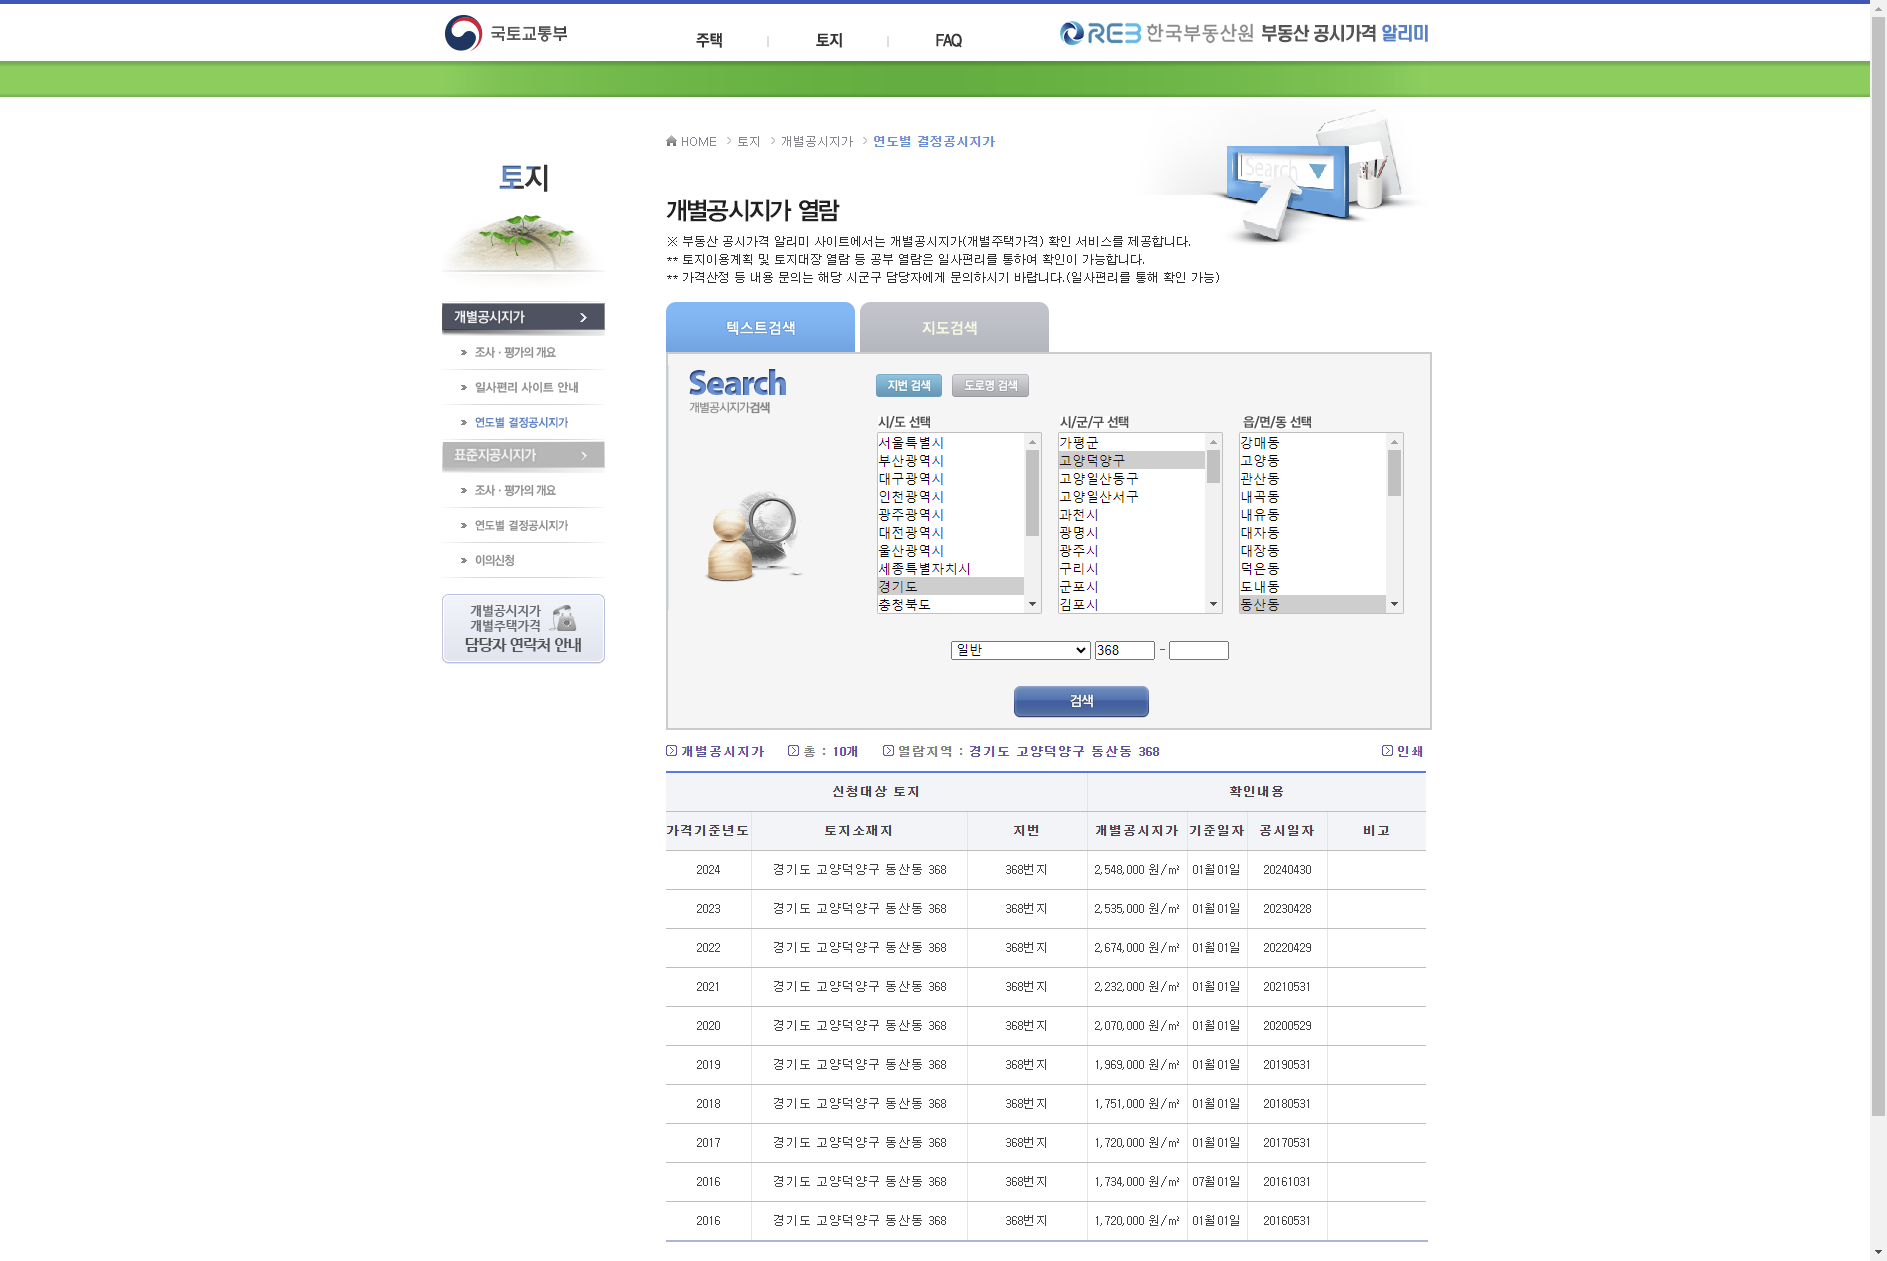 국토교통부
주택
토지
FAQ
REB 한국부동산원 부동산 공시가격 알리미
HOME > 토지 > 개별공시지가 > 연도별 결정공시지가
Search
토지
개별공시지가 열람
※ 부동산 공시가격 알리미 사이트에서는 개별공시지가(개별주택가격) 확인 서비스를 제공합니다.
** 토지이용계획 및 토지대장 열람 등 공부 열람은 일사편리를 통하여 확인이 가능합니다.
** 가격산정 등 내용 문의는 해당 시군구 담당자에게 문의하시기 바랍니다.(일사편리를 통해 확인 가능)
개별공시지가
조사 · 평가의 개요
일사편리 사이트 안내
연도별 결정공시지가
표준지공시지가
조사 · 평가의 개요
연도별 결정공시지가
이의신청
개별공시지가
개별주택가격
담당자 연락처 안내
텍스트검색
지도검색
Search
개별공시지가검색
지번 검색
도로명 검색
시/도 선택
서울특별시
부산광역시
대구광역시
인천광역시
광주광역시
대전광역시
울산광역시
세종특별자치시
경기도
충청북도
시/군/구 선택
가평군
고양덕양구
고양일산동구
고양일산서구
과천시
광명시
광주시
구리시
군포시
김포시
읍/면/동 선택
강매동
고양동
관산동
내곡동
내유동
대자동
대장동
덕은동
도내동
동산동
일반 368 -
검색
개별공시지가 총 : 10개 열람지역 : 경기도 고양덕양구 동산동 368 인쇄
신청대상 토지 확인내용
가격기준년도 토지소재지 지번 개별공시지가 기준일자 공시일자 비고
2024 경기도 고양덕양구 동산동 368 368번지 2,548,000 원/㎡ 01월01일 20240430
2023 경기도 고양덕양구 동산동 368 368번지 2,535,000 원/㎡ 01월01일 20230428
2022 경기도 고양덕양구 동산동 368 368번지 2,674,000 원/㎡ 01월01일 20220429
2021 경기도 고양덕양구 동산동 368 368번지 2,232,000 원/㎡ 01월01일 20210531
2020 경기도 고양덕양구 동산동 368 368번지 2,070,000 원/㎡ 01월01일 20200529
2019 경기도 고양덕양구 동산동 368 368번지 1,969,000 원/㎡ 01월01일 20190531
2018 경기도 고양덕양구 동산동 368 368번지 1,751,000 원/㎡ 01월01일 20180531
2017 경기도 고양덕양구 동산동 368 368번지 1,720,000 원/㎡ 01월01일 20170531
2016 경기도 고양덕양구 동산동 368 368번지 1,734,000 원/㎡ 07월01일 20161031
2016 경기도 고양덕양구 동산동 368 368번지 1,720,000 원/㎡ 01월01일 20160531